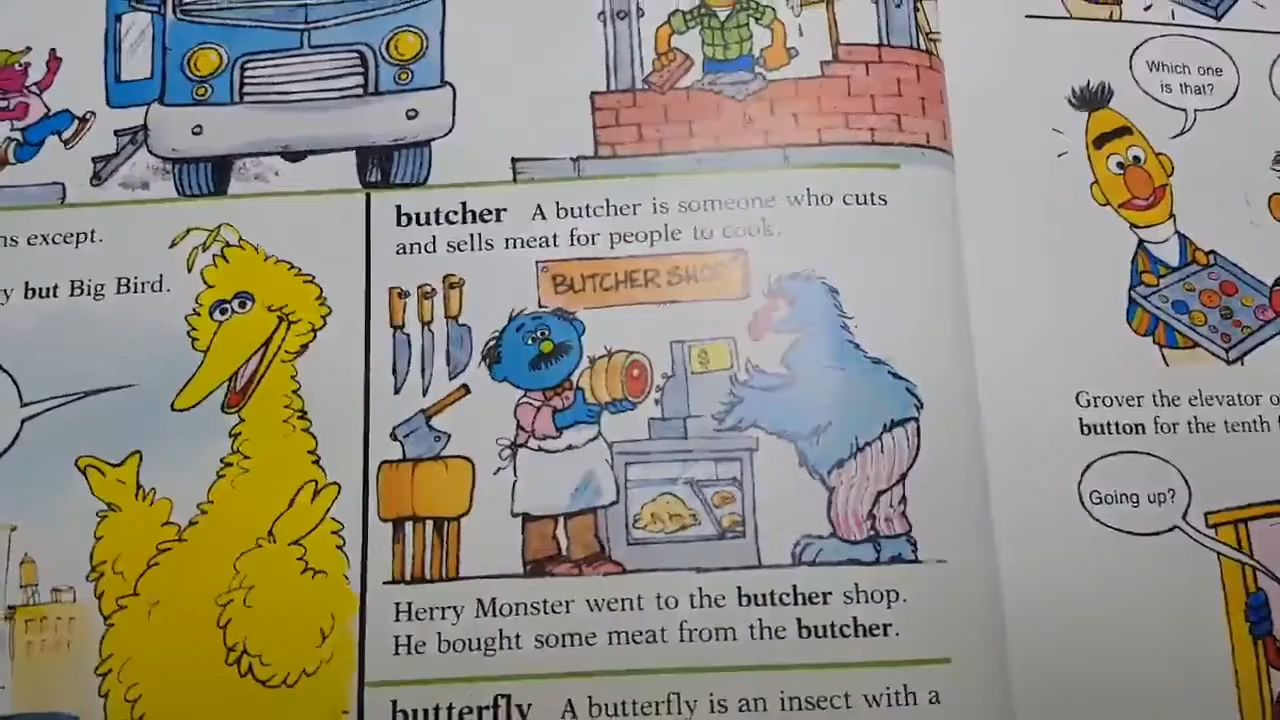 ns except.
y but Big Bird.
butcher A butcher is someone who cuts
and sells meat for people to cook.
BUTCHER SHOP
$
Herry Monster went to the butcher shop.
He bought some meat from the butcher.
butterfly A butterfly is an insect with a
Which one
is that?
Grover the elevator o
button for the tenth
Going up?